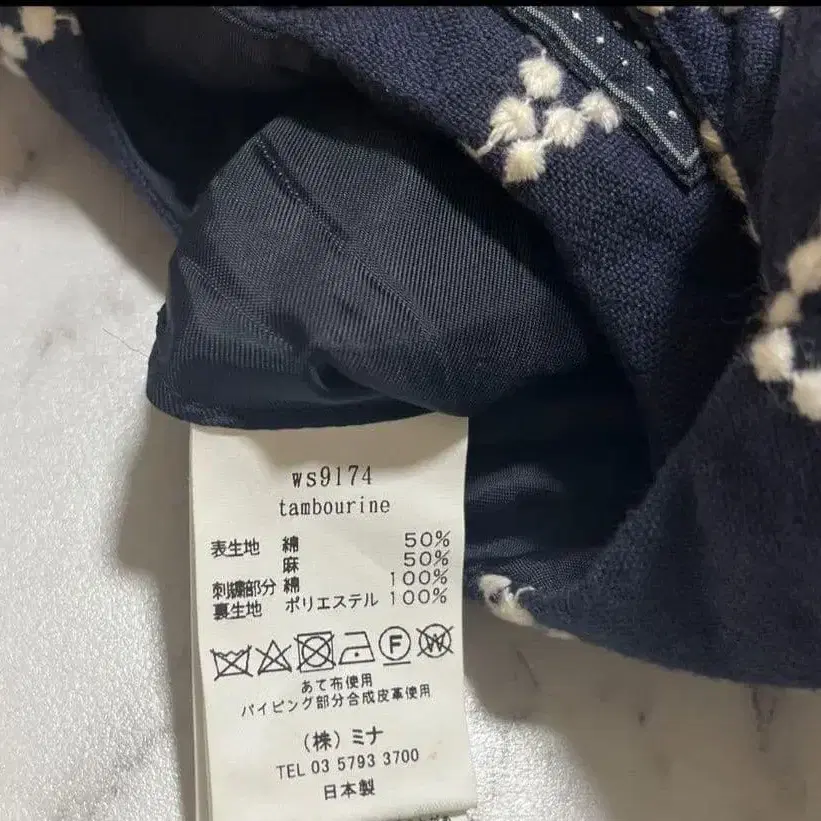 ws9174
tambourine
表生地 綿 50%
麻 50%
刺繍部分 綿 100%
裏生地 ポリエステル 100%
F W
あて布使用
パイピング部分合成皮革使用
(株) ミナ
TEL 03 5793 3700
日本製